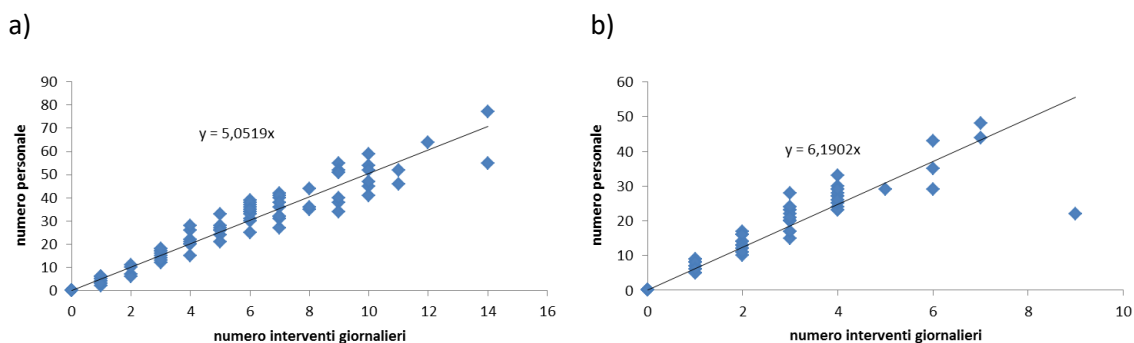 a)
90
80
70
60
50
40
30
20
10
0
numero personale
y = 5,0519x
0 2 4 6 8 10 12 14 16
numero interventi giornalieri
b)
60
50
40
30
20
10
0
numero personale
y = 6,1902x
0 2 4 6 8 10
numero interventi giornalieri